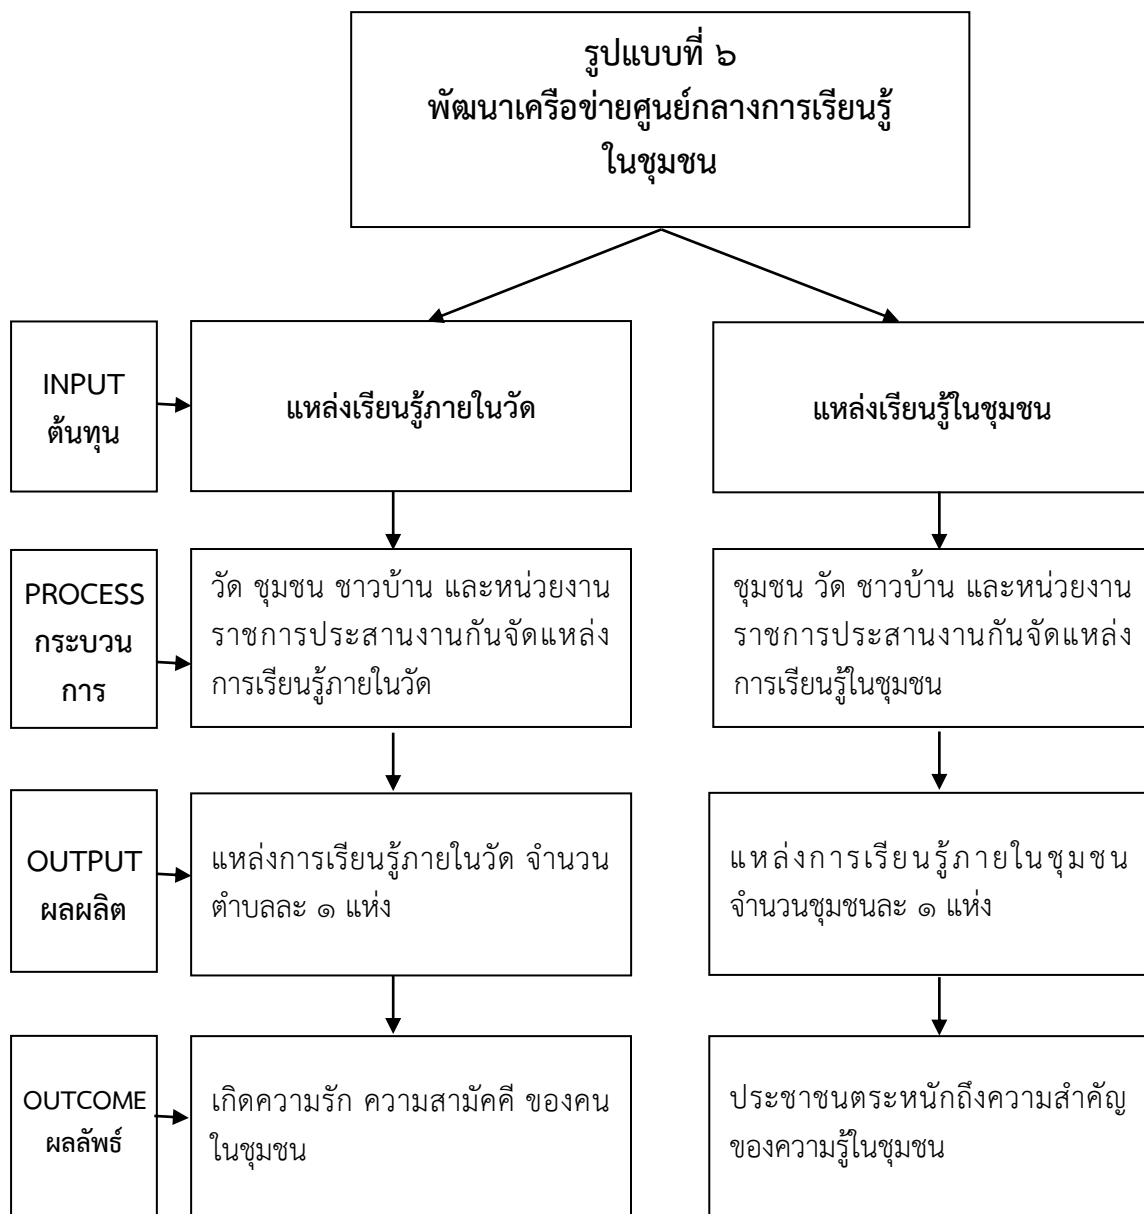 รูปแบบที่ ๖
พัฒนาเครือข่ายศูนย์กลางการเรียนรู้
ในชุมชน
INPUT
ต้นทุน
แหล่งเรียนรู้ภายในวัด
แหล่งเรียนรู้ในชุมชน
PROCESS
กระบวน
การ
วัด ชุมชน ชาวบ้าน และหน่วยงาน
ราชการประสานงานกันจัดแหล่ง
การเรียนรู้ภายในวัด
ชุมชน วัด ชาวบ้าน และหน่วยงาน
ราชการประสานงานกันจัดแหล่ง
การเรียนรู้ในชุมชน
OUTPUT
ผลผลิต
แหล่งการเรียนรู้ภายในวัด จำนวน
ตำบลละ ๑ แห่ง
แหล่งการเรียนรู้ภายในชุมชน
จำนวนชุมชนละ ๑ แห่ง
OUTCOME
ผลลัพธ์
เกิดความรัก ความสามัคคี ของคน
ในชุมชน
ประชาชนตระหนักถึงความสำคัญ
ของความรู้ในชุมชน